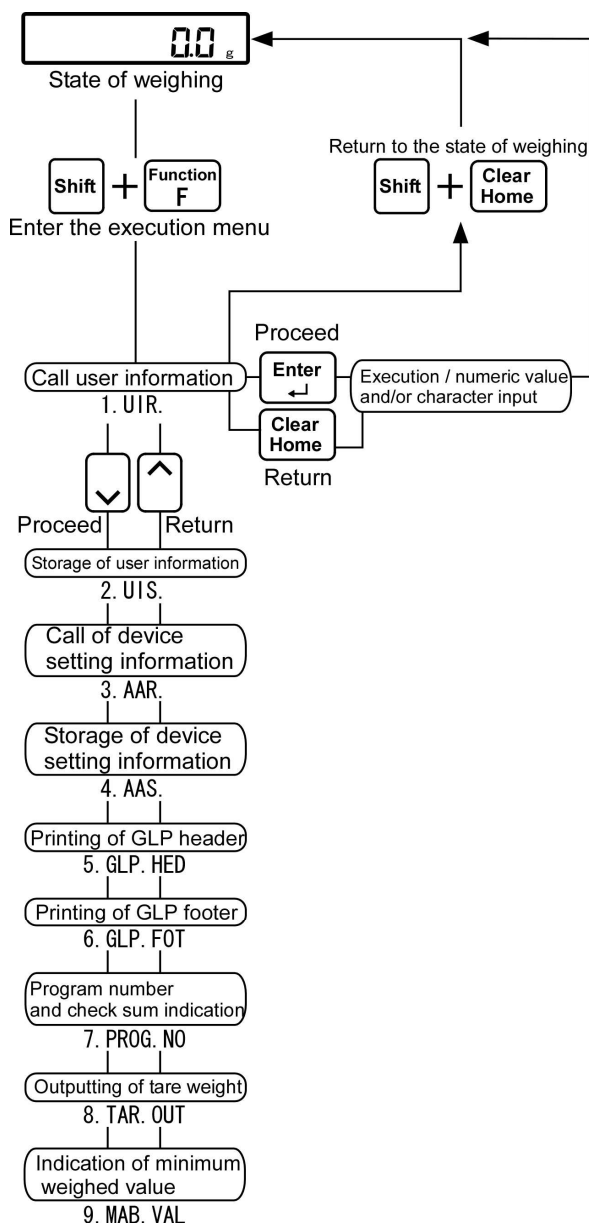 0.0 g
State of weighing
Return to the state of weighing
Shift + Function F
Shift + Clear Home
Enter the execution menu
Proceed
Call user information
Enter
Execution / numeric value
and/or character input
1. UIR.
Clear
Home
Return
Proceed Return
Storage of user information
2. UIS.
Call of device
setting information
3. AAR.
Storage of device
setting information
4. AAS.
Printing of GLP header
5. GLP. HED
Printing of GLP footer
6. GLP. FOT
Program number
and check sum indication
7. PROG. NO
Outputting of tare weight
8. TAR. OUT
Indication of minimum
weighed value
9. MAB. VAL